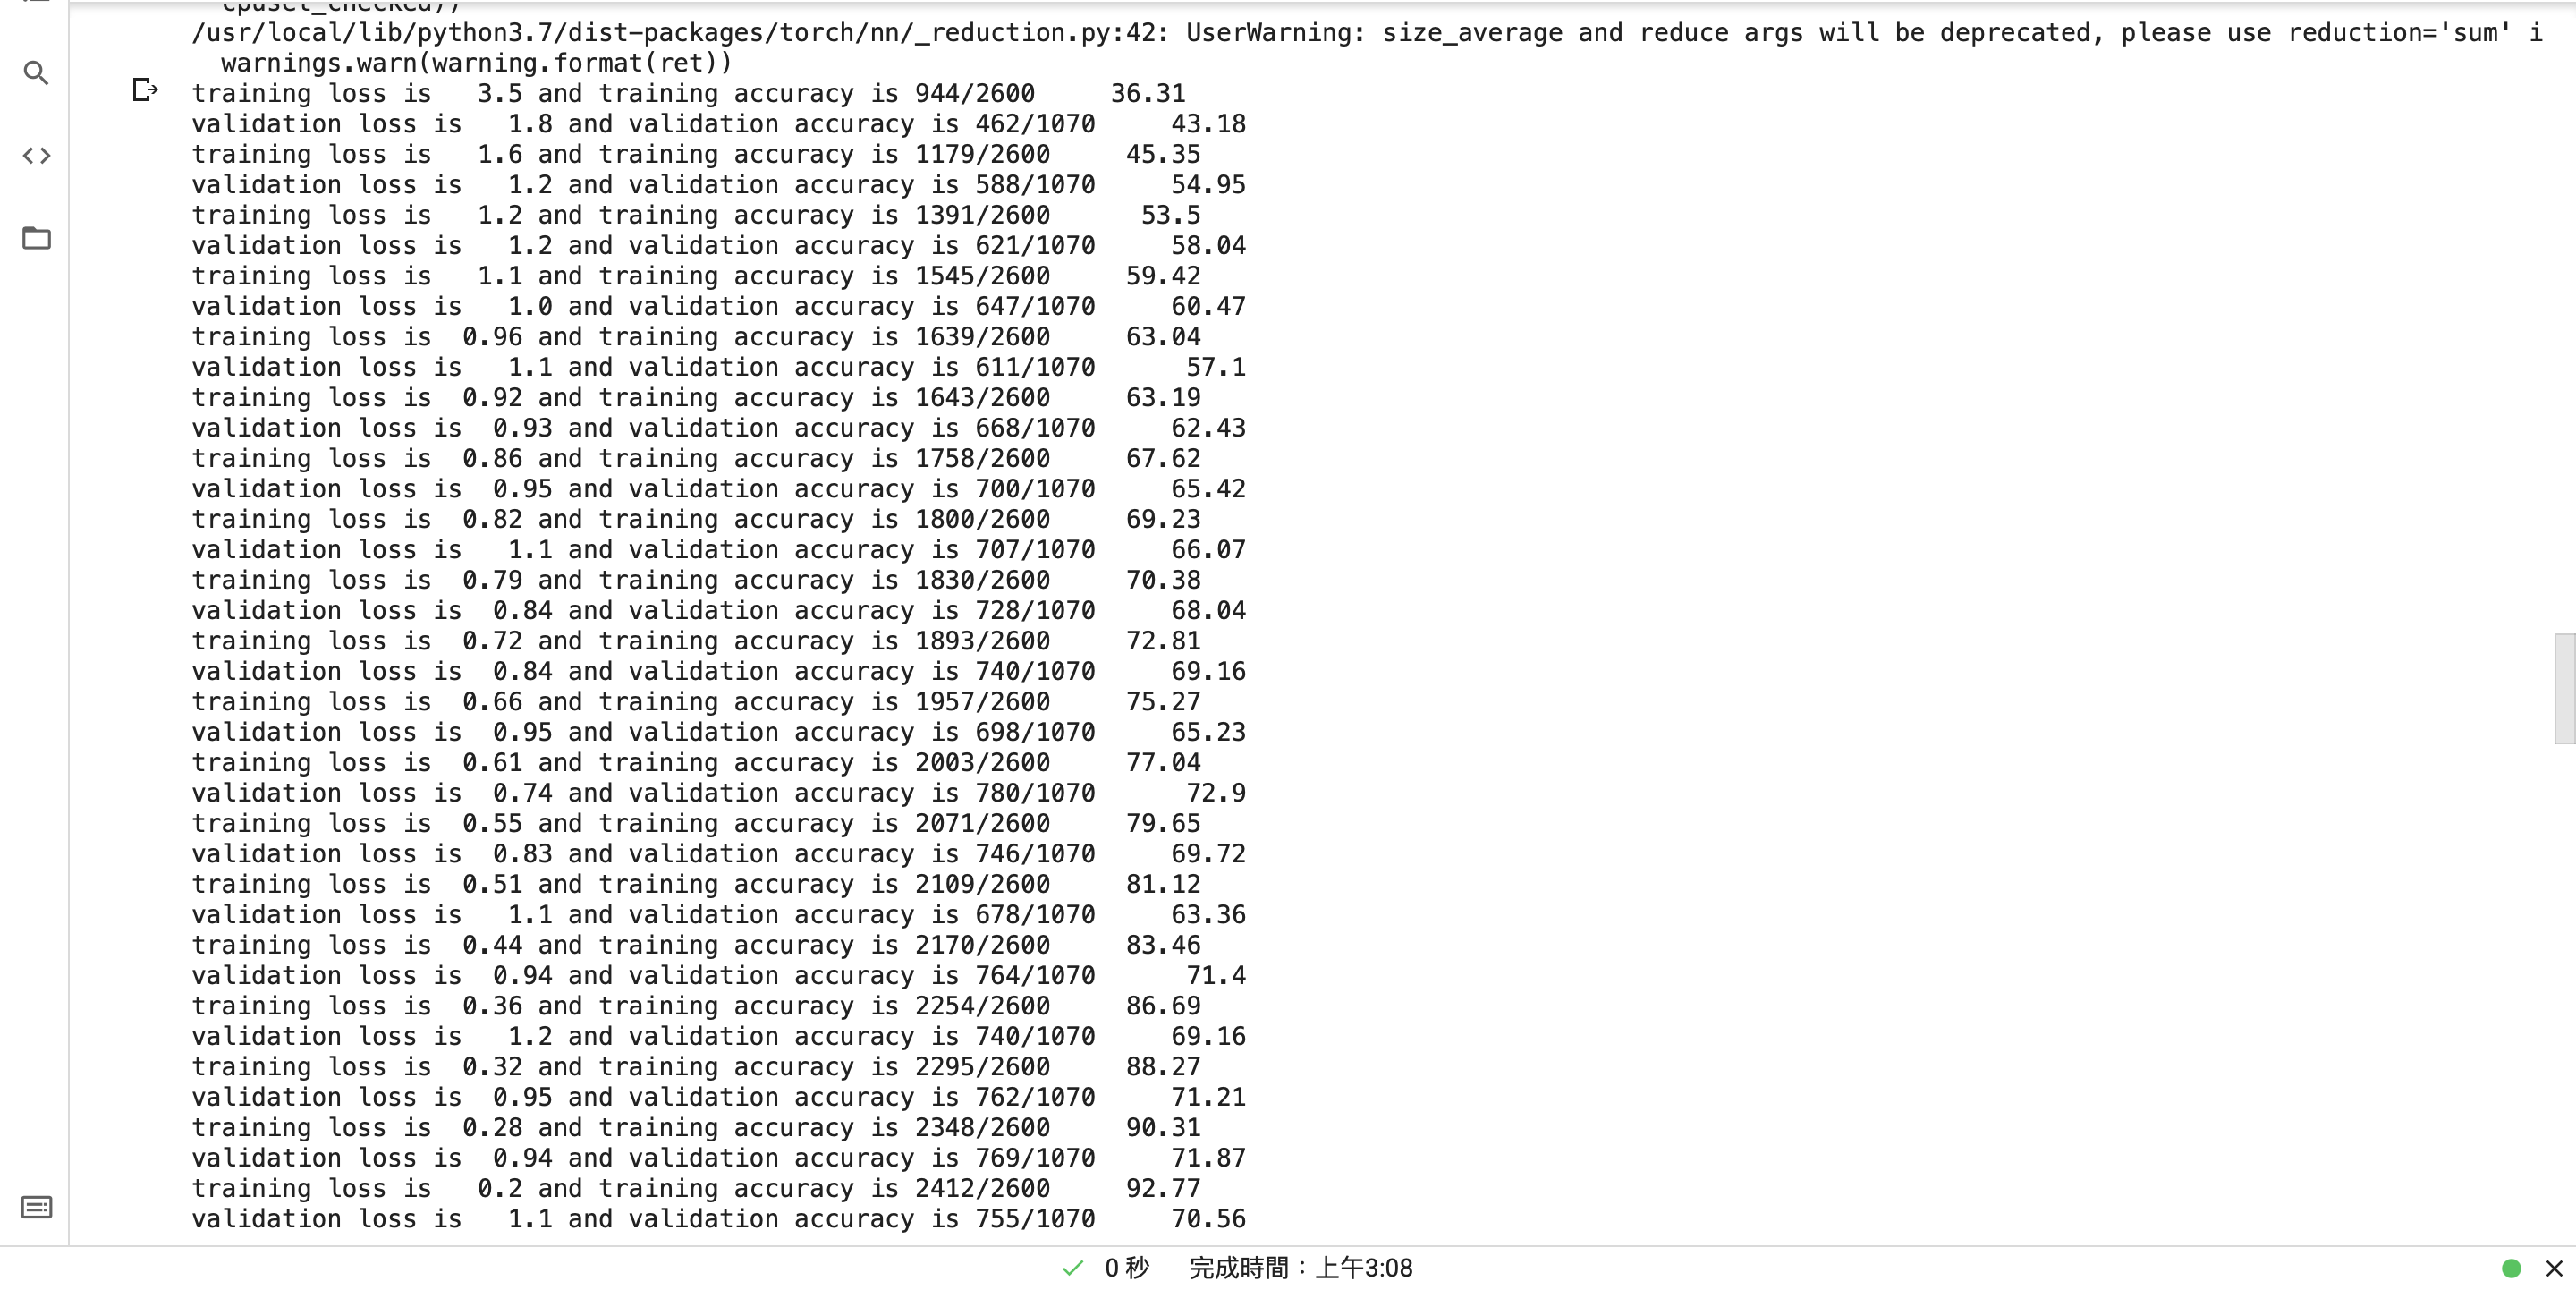 cpuset_checked))
/usr/local/lib/python3.7/dist-packages/torch/nn/_reduction.py:42: UserWarning: size_average and reduce args will be deprecated, please use reduction='sum' i
warnings.warn(warning.format(ret))
training loss is 3.5 and training accuracy is 944/2600 36.31
validation loss is 1.8 and validation accuracy is 462/1070 43.18
training loss is 1.6 and training accuracy is 1179/2600 45.35
validation loss is 1.2 and validation accuracy is 588/1070 54.95
training loss is 1.2 and training accuracy is 1391/2600 53.5
validation loss is 1.2 and validation accuracy is 621/1070 58.04
training loss is 1.1 and training accuracy is 1545/2600 59.42
validation loss is 1.0 and validation accuracy is 647/1070 60.47
training loss is 0.96 and training accuracy is 1639/2600 63.04
validation loss is 1.1 and validation accuracy is 611/1070 57.1
training loss is 0.92 and training accuracy is 1643/2600 63.19
validation loss is 0.93 and validation accuracy is 668/1070 62.43
training loss is 0.86 and training accuracy is 1758/2600 67.62
validation loss is 0.95 and validation accuracy is 700/1070 65.42
training loss is 0.82 and training accuracy is 1800/2600 69.23
validation loss is 1.1 and validation accuracy is 707/1070 66.07
training loss is 0.79 and training accuracy is 1830/2600 70.38
validation loss is 0.84 and validation accuracy is 728/1070 68.04
training loss is 0.72 and training accuracy is 1893/2600 72.81
validation loss is 0.84 and validation accuracy is 740/1070 69.16
training loss is 0.66 and training accuracy is 1957/2600 75.27
validation loss is 0.95 and validation accuracy is 698/1070 65.23
training loss is 0.61 and training accuracy is 2003/2600 77.04
validation loss is 0.74 and validation accuracy is 780/1070 72.9
training loss is 0.55 and training accuracy is 2071/2600 79.65
validation loss is 0.83 and validation accuracy is 746/1070 69.72
training loss is 0.51 and training accuracy is 2109/2600 81.12
validation loss is 1.1 and validation accuracy is 678/1070 63.36
training loss is 0.44 and training accuracy is 2170/2600 83.46
validation loss is 0.94 and validation accuracy is 764/1070 71.4
training loss is 0.36 and training accuracy is 2254/2600 86.69
validation loss is 1.2 and validation accuracy is 740/1070 69.16
training loss is 0.32 and training accuracy is 2295/2600 88.27
validation loss is 0.95 and validation accuracy is 762/1070 71.21
training loss is 0.28 and training accuracy is 2348/2600 90.31
validation loss is 0.94 and validation accuracy is 769/1070 71.87
training loss is 0.2 and training accuracy is 2412/2600 92.77
validation loss is 1.1 and validation accuracy is 755/1070 70.56
0 秒 完成時間：上午3:08